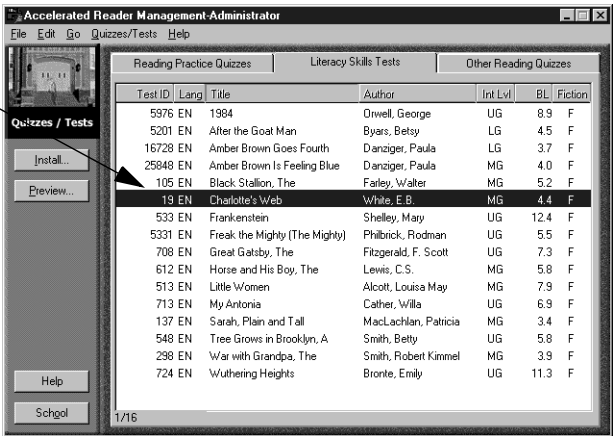 Accelerated Reader Management-Administrator
File Edit Go Quizzes/Tests Help
Reading Practice Quizzes Literacy Skills Tests Other Reading Quizzes
Quizzes / Tests
Install...
Preview...
Help
School
Test ID Lang Title Author Int Lvl BL Fiction
5976 EN 1984 Orwell, George UG 8.9 F
5201 EN After the Goat Man Byars, Betsy LG 4.5 F
16728 EN Amber Brown Goes Fourth Danziger, Paula LG 3.7 F
25848 EN Amber Brown Is Feeling Blue Danziger, Paula MG 4.0 F
105 EN Black Stallion, The Farley, Walter MG 5.2 F
19 EN Charlotte's Web White, E.B. MG 4.4 F
533 EN Frankenstein Shelley, Mary UG 12.4 F
5331 EN Freak the Mighty (The Mighty) Philbrick, Rodman UG 5.5 F
708 EN Great Gatsby, The Fitzgerald, F. Scott UG 7.3 F
612 EN Horse and His Boy, The Lewis, C.S. MG 5.8 F
513 EN Little Women Alcott, Louisa May MG 7.9 F
713 EN My Antonia Cather, Willa UG 6.9 F
137 EN Sarah, Plain and Tall MacLachlan, Patricia MG 3.4 F
548 EN Tree Grows in Brooklyn, A Smith, Betty UG 5.8 F
298 EN War with Grandpa, The Smith, Robert Kimmel MG 3.9 F
724 EN Wuthering Heights Bronte, Emily UG 11.3 F
1/16